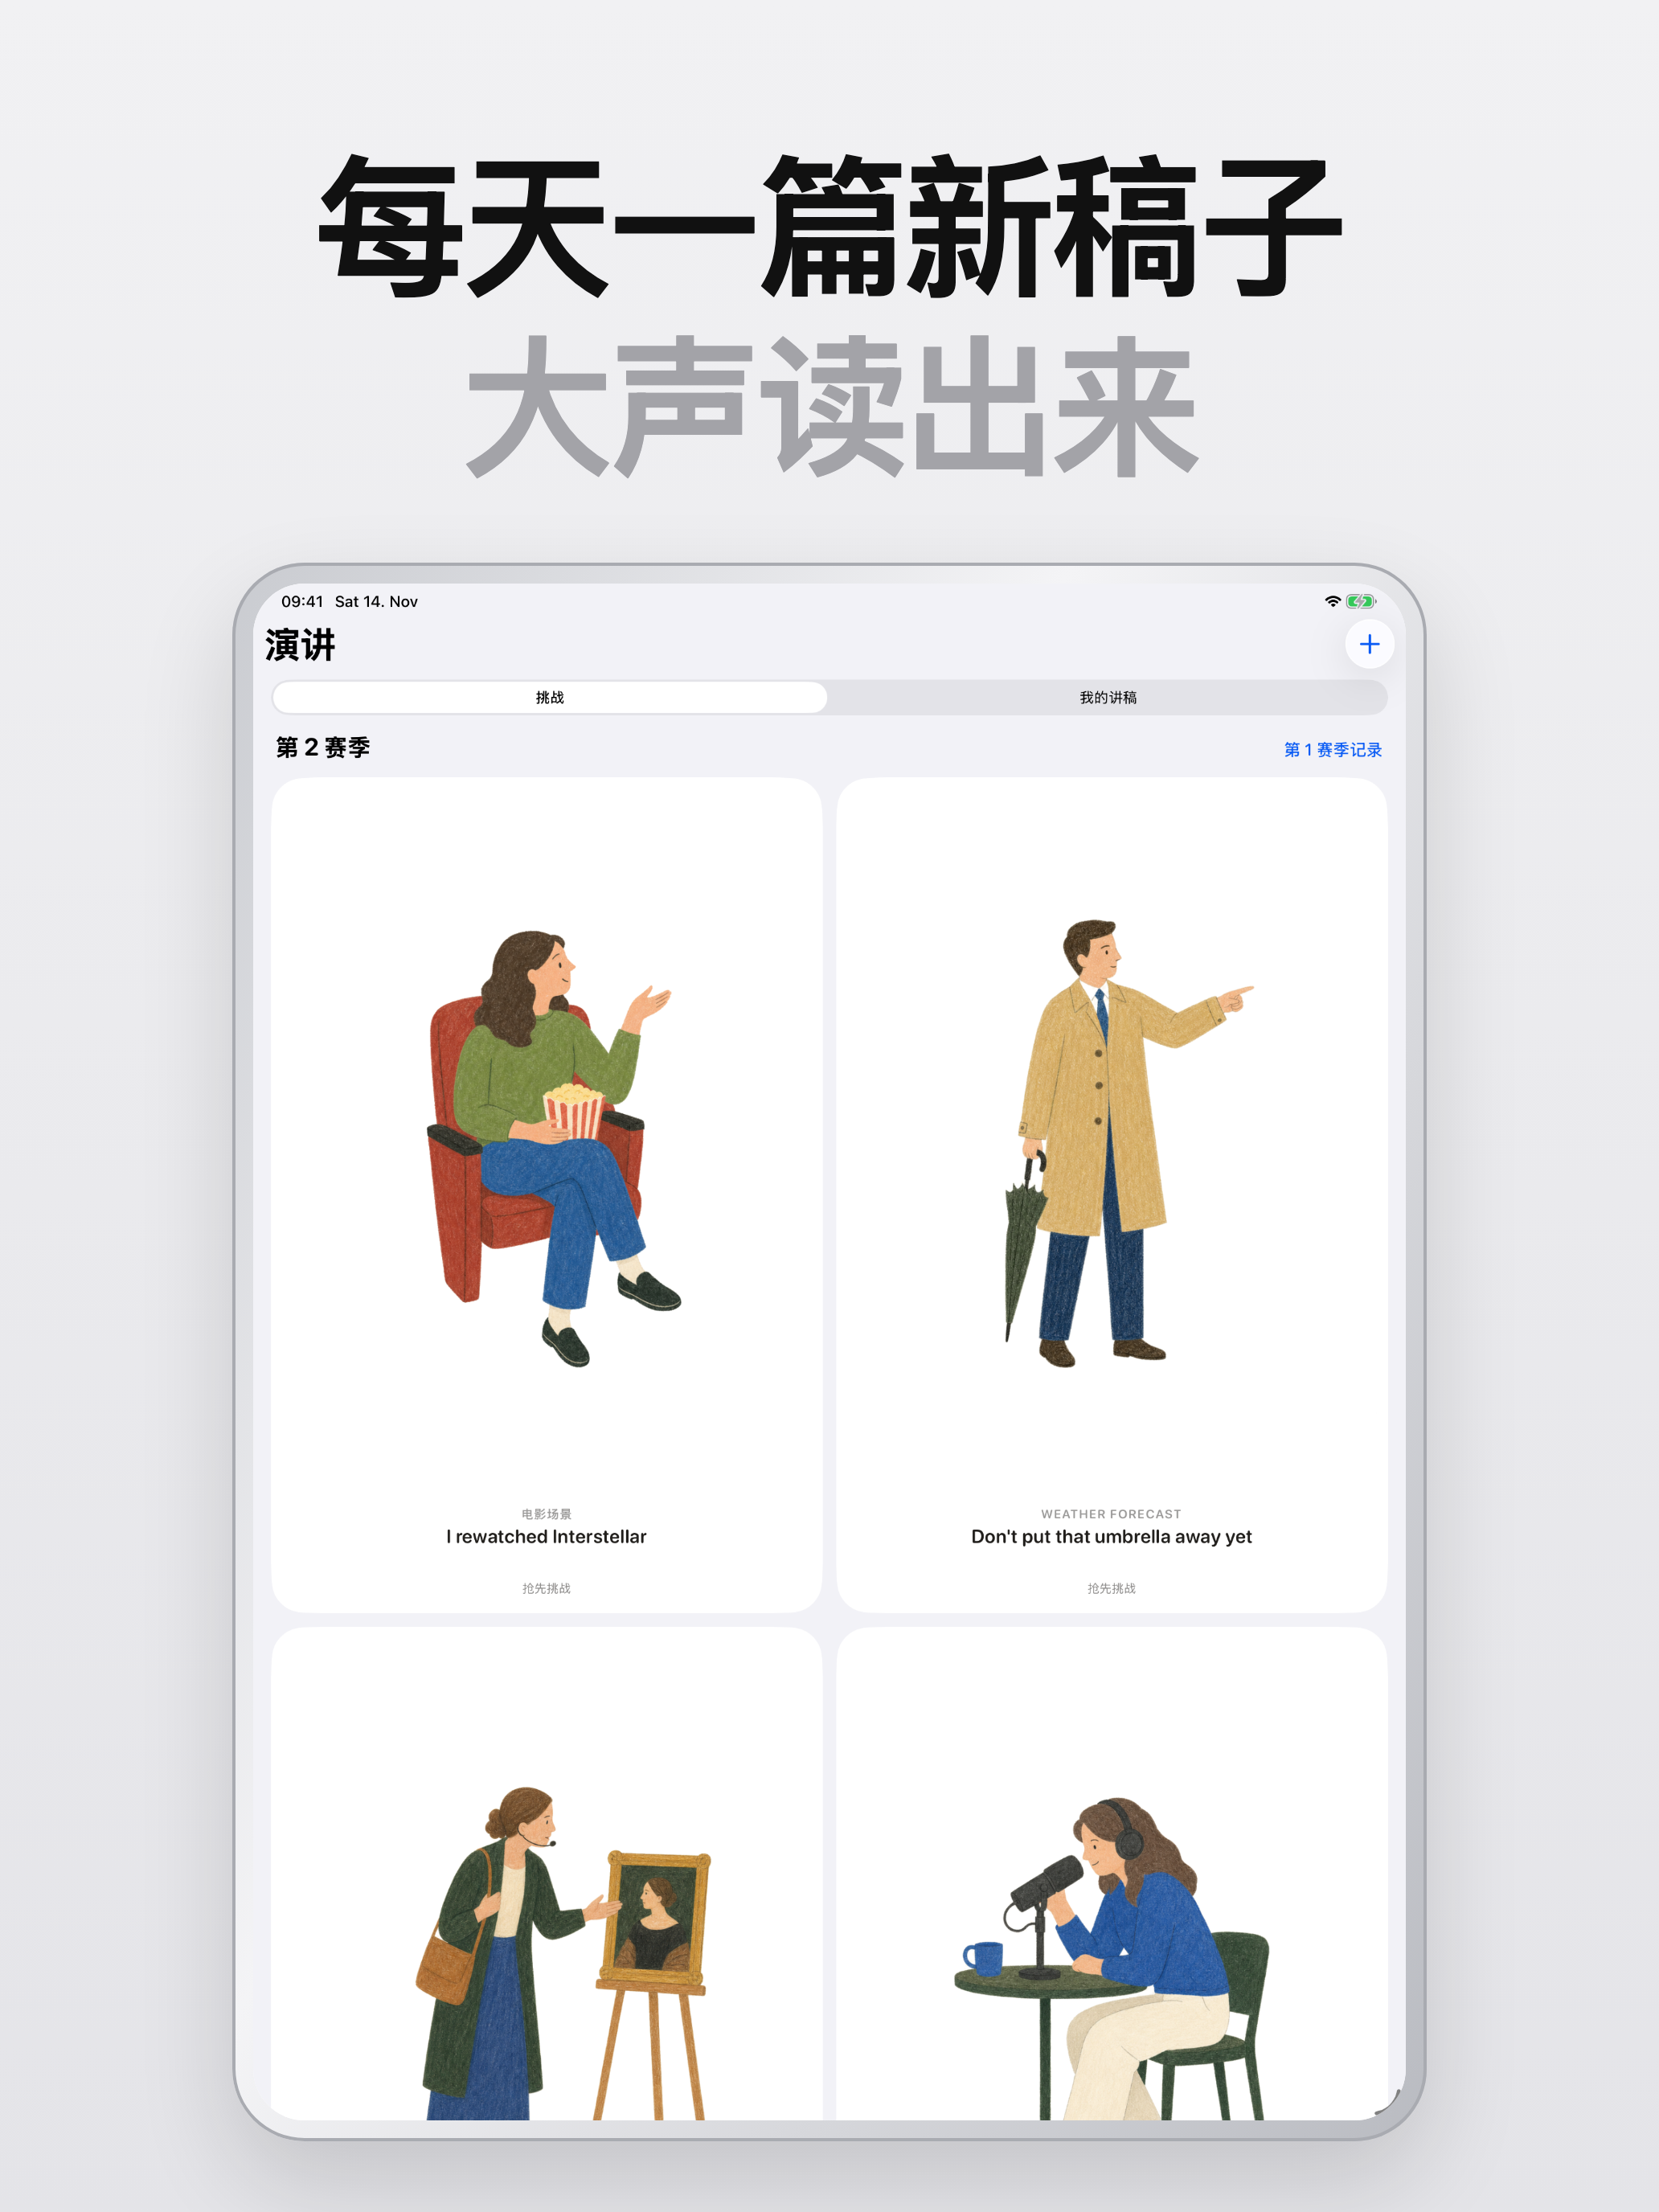 每天一篇新稿子
大声读出来
09:41 Sat 14. Nov
演讲
挑战
我的讲稿
第 2 赛季
第 1 赛季记录
电影场景
I rewatched Interstellar
抢先挑战
WEATHER FORECAST
Don't put that umbrella away yet
抢先挑战